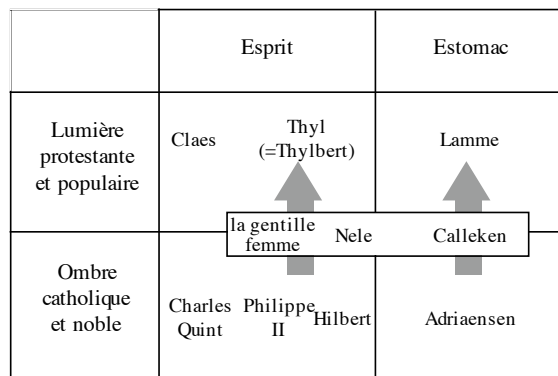 Esprit
Estomac
Lumière
protestante
et populaire
Claes
Thyl
(=Thylbert)
Lamme
la gentille
femme
Nele
Calleken
Ombre
catholique
et noble
Charles
Quint
Philippe
II
Hilbert
Adriaensen